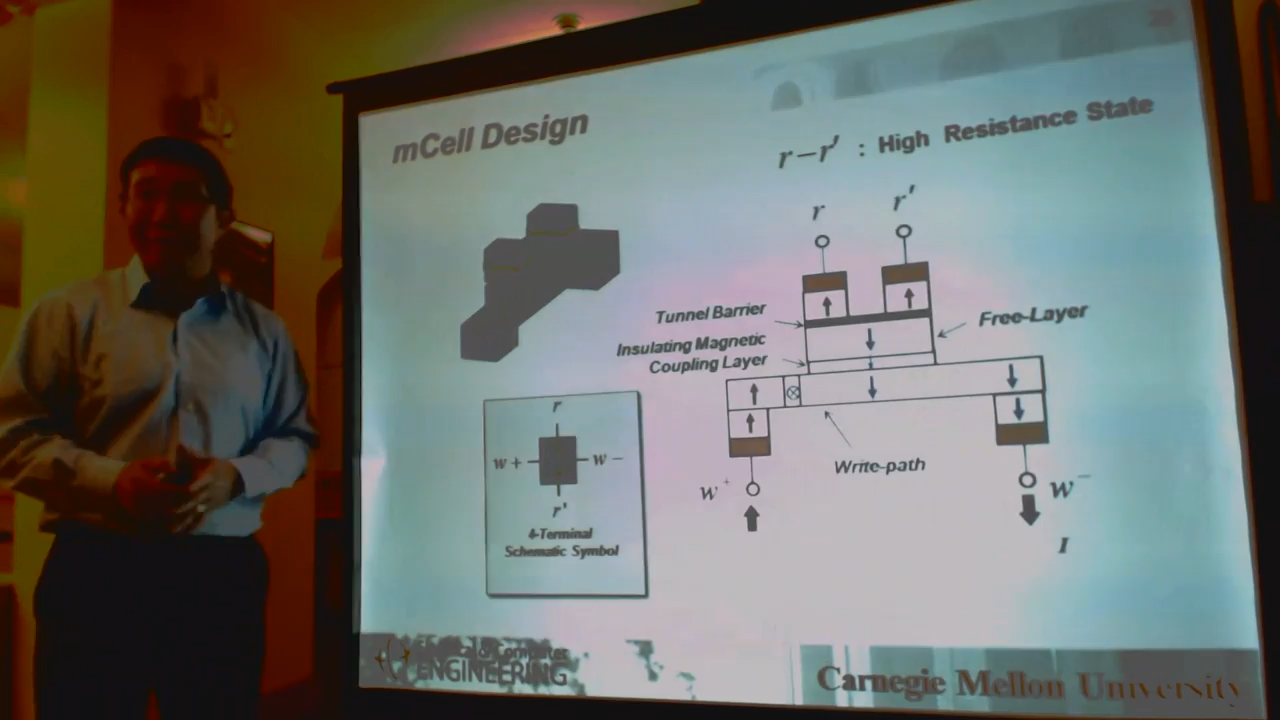 mCell Design
r–r' : High Resistance State
r
r'
Tunnel Barrier
Free-Layer
Insulating Magnetic
Coupling Layer
Write-path
w+
w−
I
r
w+
w−
r'
4-Terminal
Schematic Symbol
Computer
ENGINEERING
Carnegie Mellon University